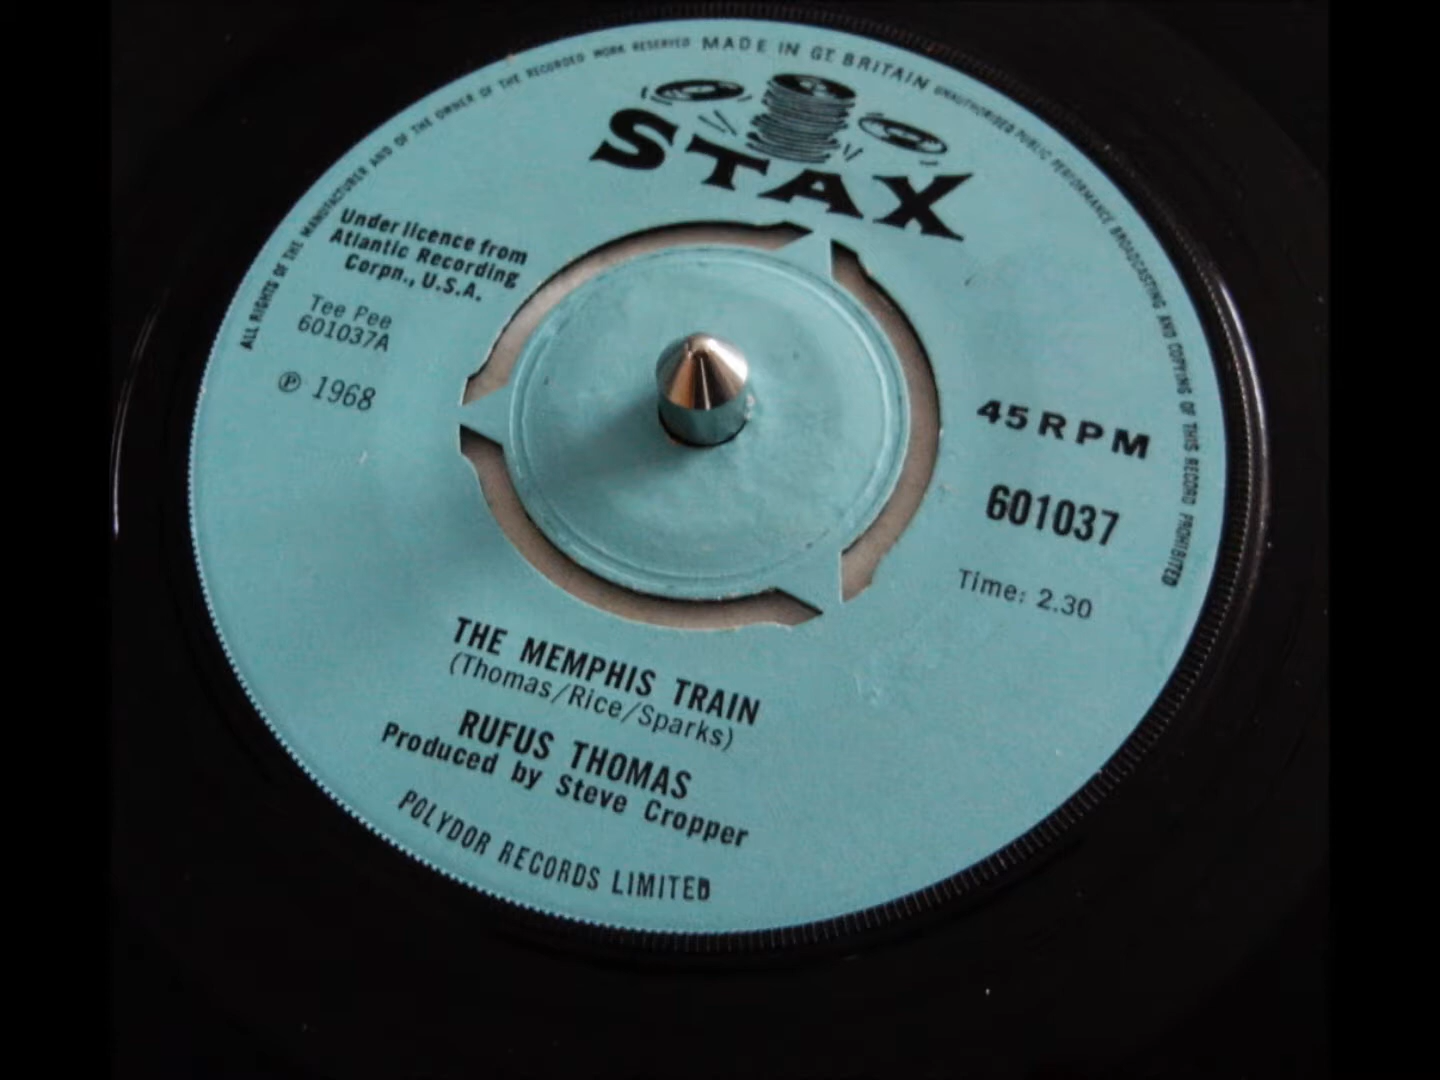 ALL RIGHTS OF THE MANUFACTURER AND OF THE OWNER OF THE RECORDED WORK RESERVED MADE IN GT. BRITAIN UNAUTHORISED PUBLIC PERFORMANCE BROADCASTING AND COPYING OF THIS RECORD PROHIBITED
STAX
Under licence from
Atlantic Recording
Corpn., U.S.A.
Tee Pee
601037A
℗ 1968
45 RPM
601037
Time: 2.30
THE MEMPHIS TRAIN
(Thomas/Rice/Sparks)
RUFUS THOMAS
Produced by Steve Cropper
POLYDOR RECORDS LIMITED